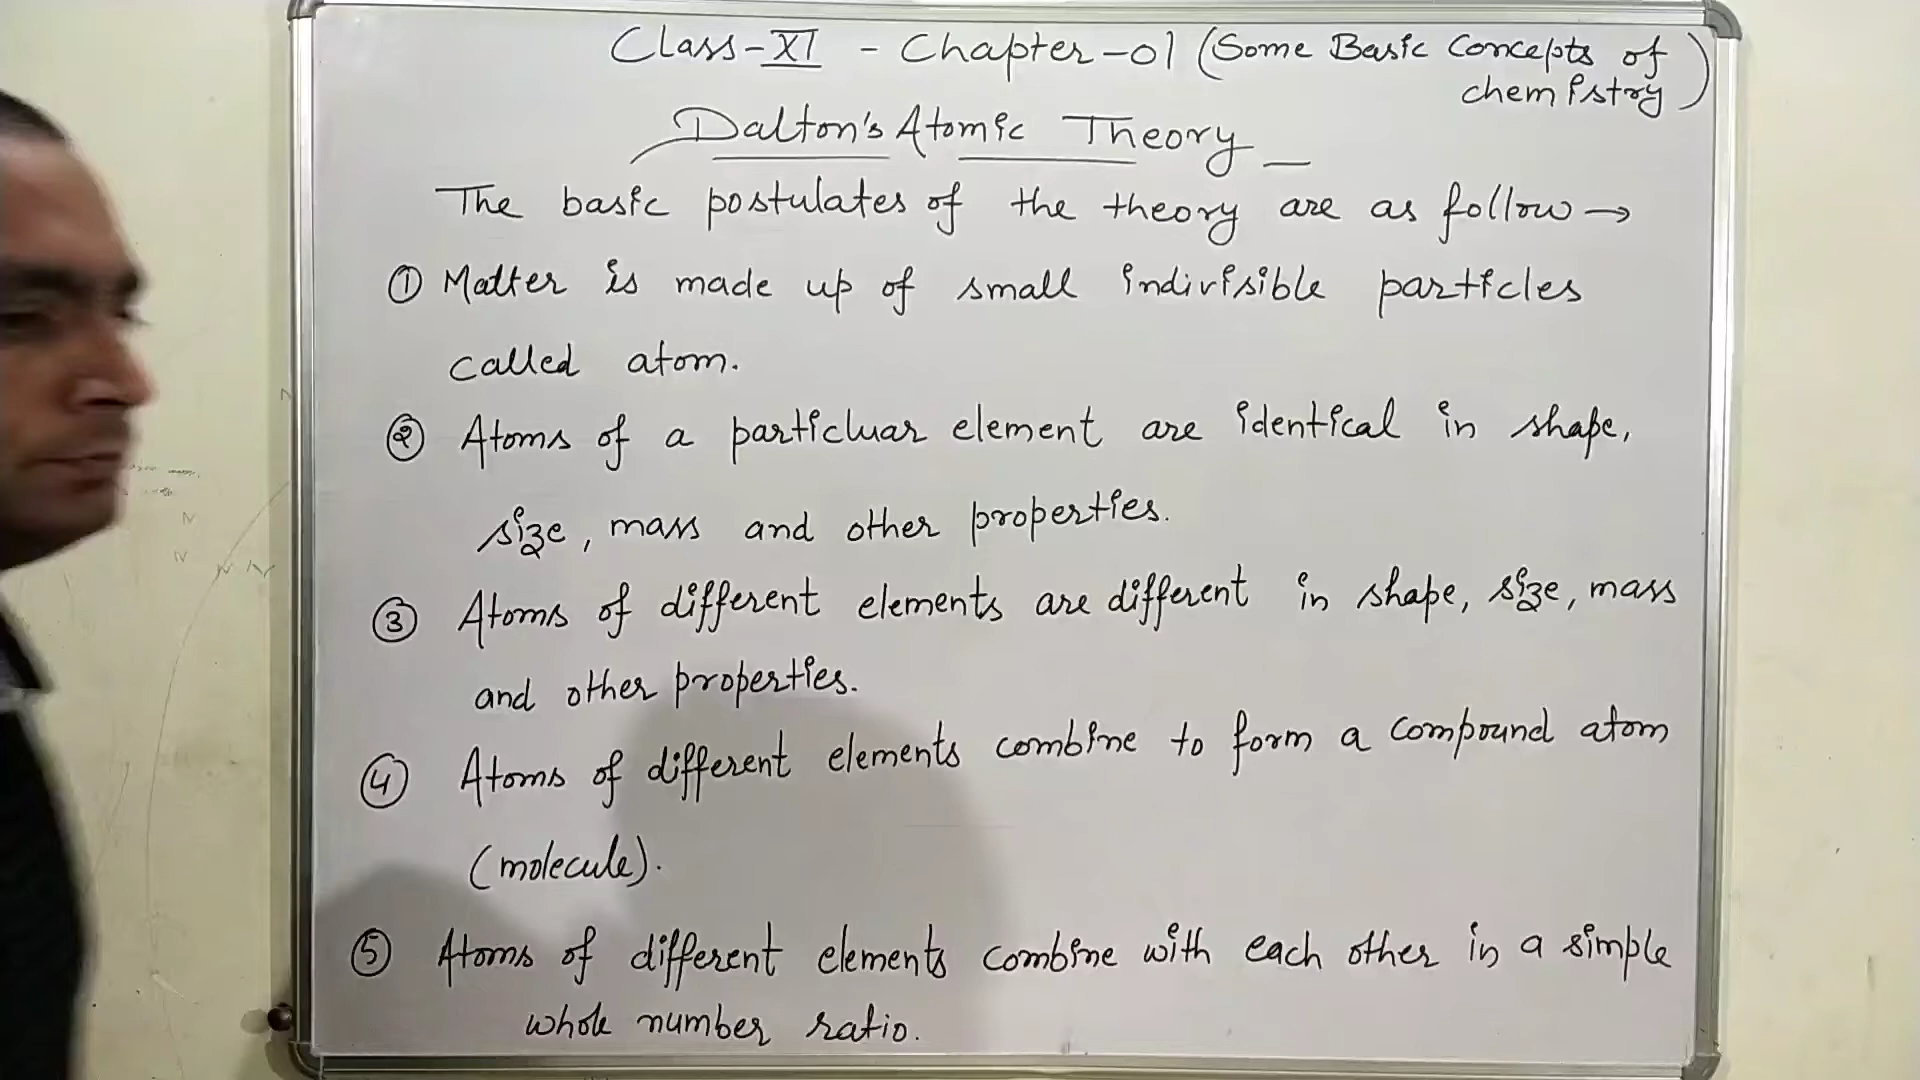 Class-XI - Chapter-01 (Some Basic Concepts of
chemistry)
Dalton's Atomic Theory
The basic postulates of the theory are as follow →
① Matter is made up of small indivisible particles
called atom.
② Atoms of a particluar element are identical in shape,
size, mass and other properties.
③ Atoms of different elements are different in shape, size, mass
and other properties.
④ Atoms of different elements combine to form a compound atom
(molecule).
⑤ Atoms of different elements combine with each other in a simple
whole number ratio.